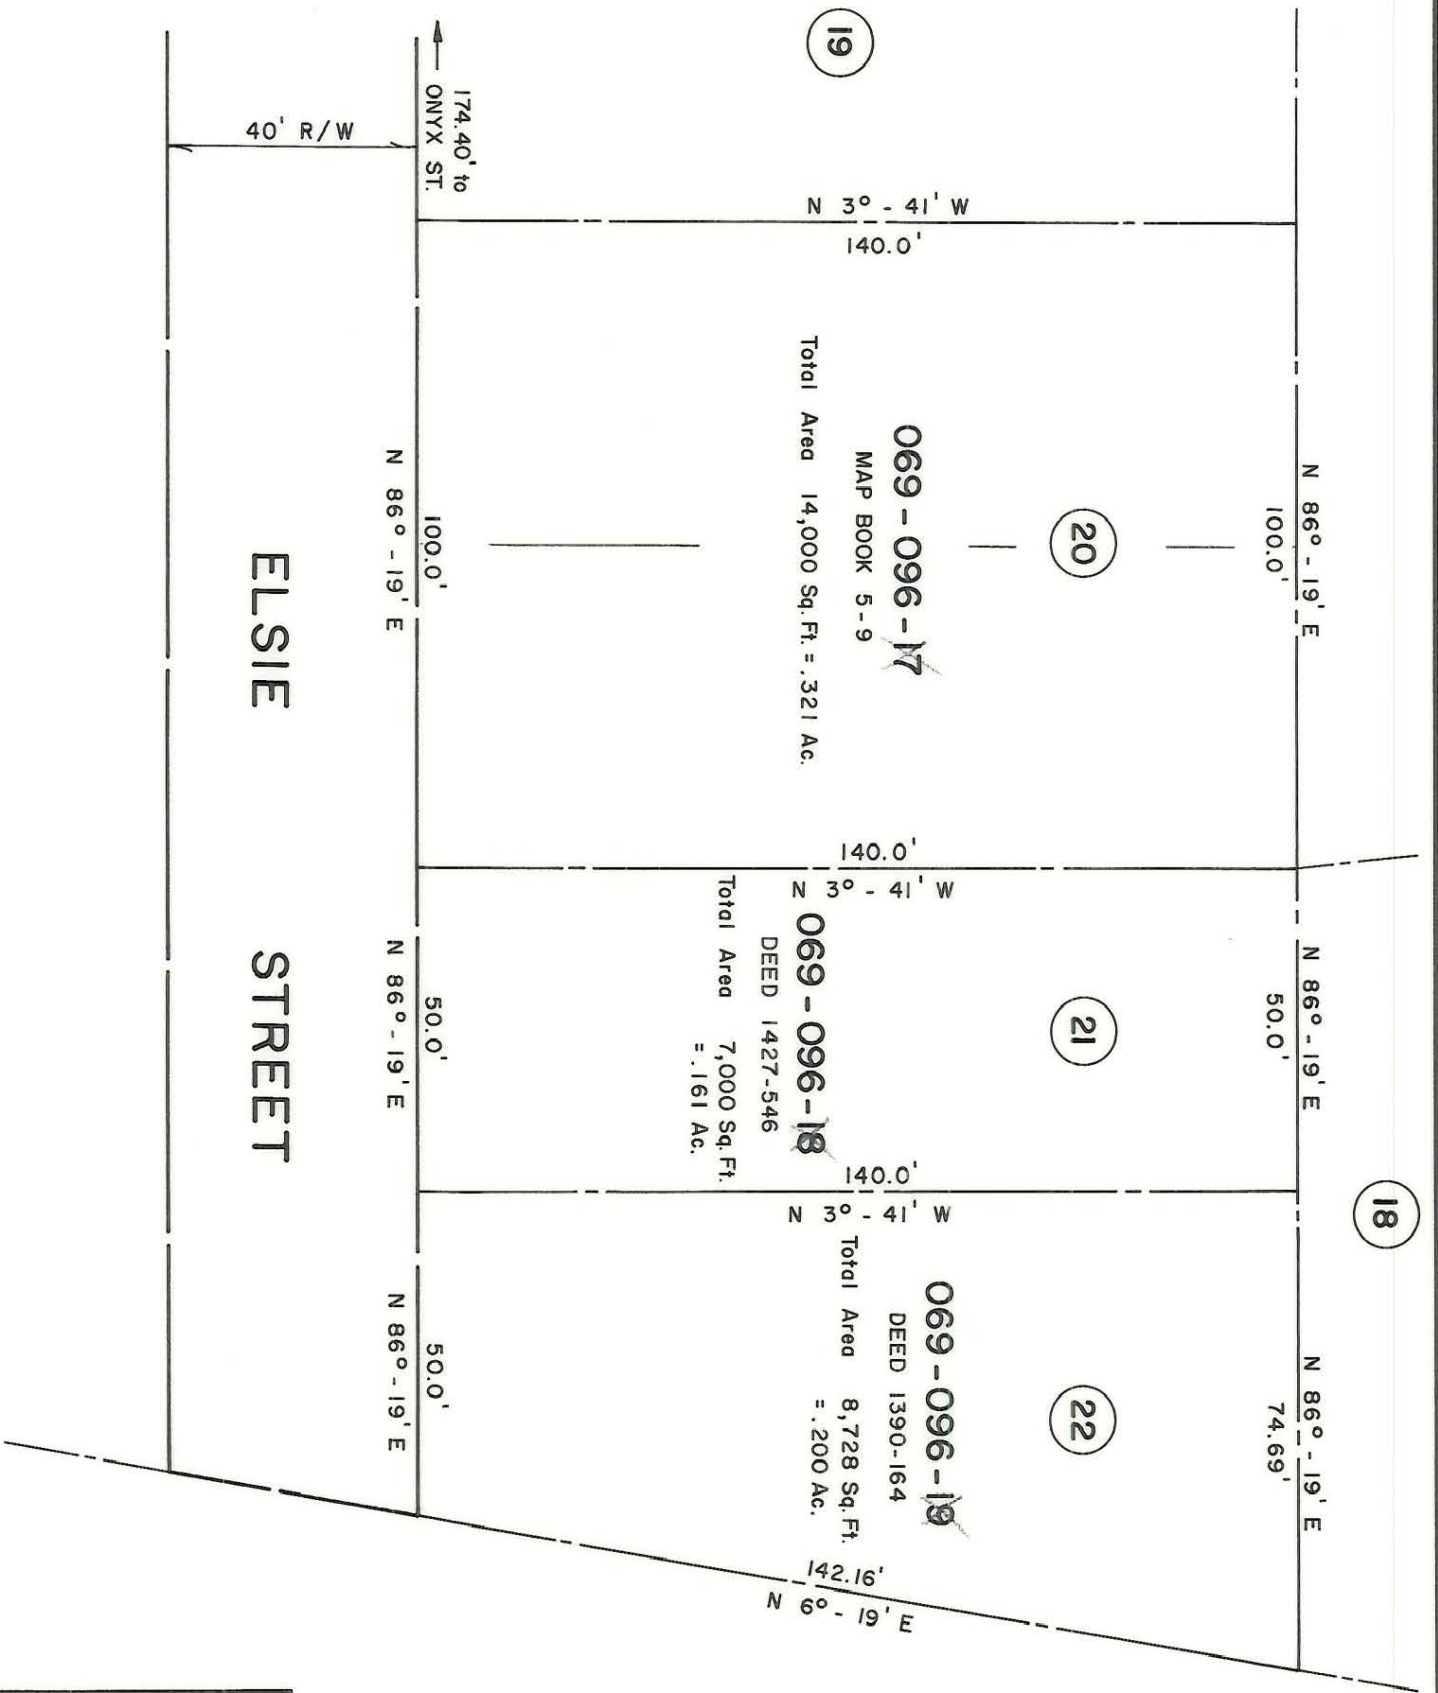 19
18
174.40' to
ONYX ST.
40' R/W
N 3° - 41' W
140.0'
N 86° - 19' E
100.0'
20
069 - 096 - 17
MAP BOOK 5-9
Total Area 14,000 Sq. Ft. = .321 Ac.
100.0'
N 86° - 19' E
140.0'
N 3° - 41' W
N 86° - 19' E
50.0'
21
069 - 096 - 18
DEED 1427-546
Total Area 7,000 Sq. Ft.
= .161 Ac.
50.0'
N 86° - 19' E
140.0'
N 3° - 41' W
N 86° - 19' E
74.69'
22
069 - 096 - 19
DEED 1390-164
Total Area 8,728 Sq. Ft.
= .200 Ac.
50.0'
N 86° - 19' E
142.16'
N 6° - 19' E
ELSIE STREET